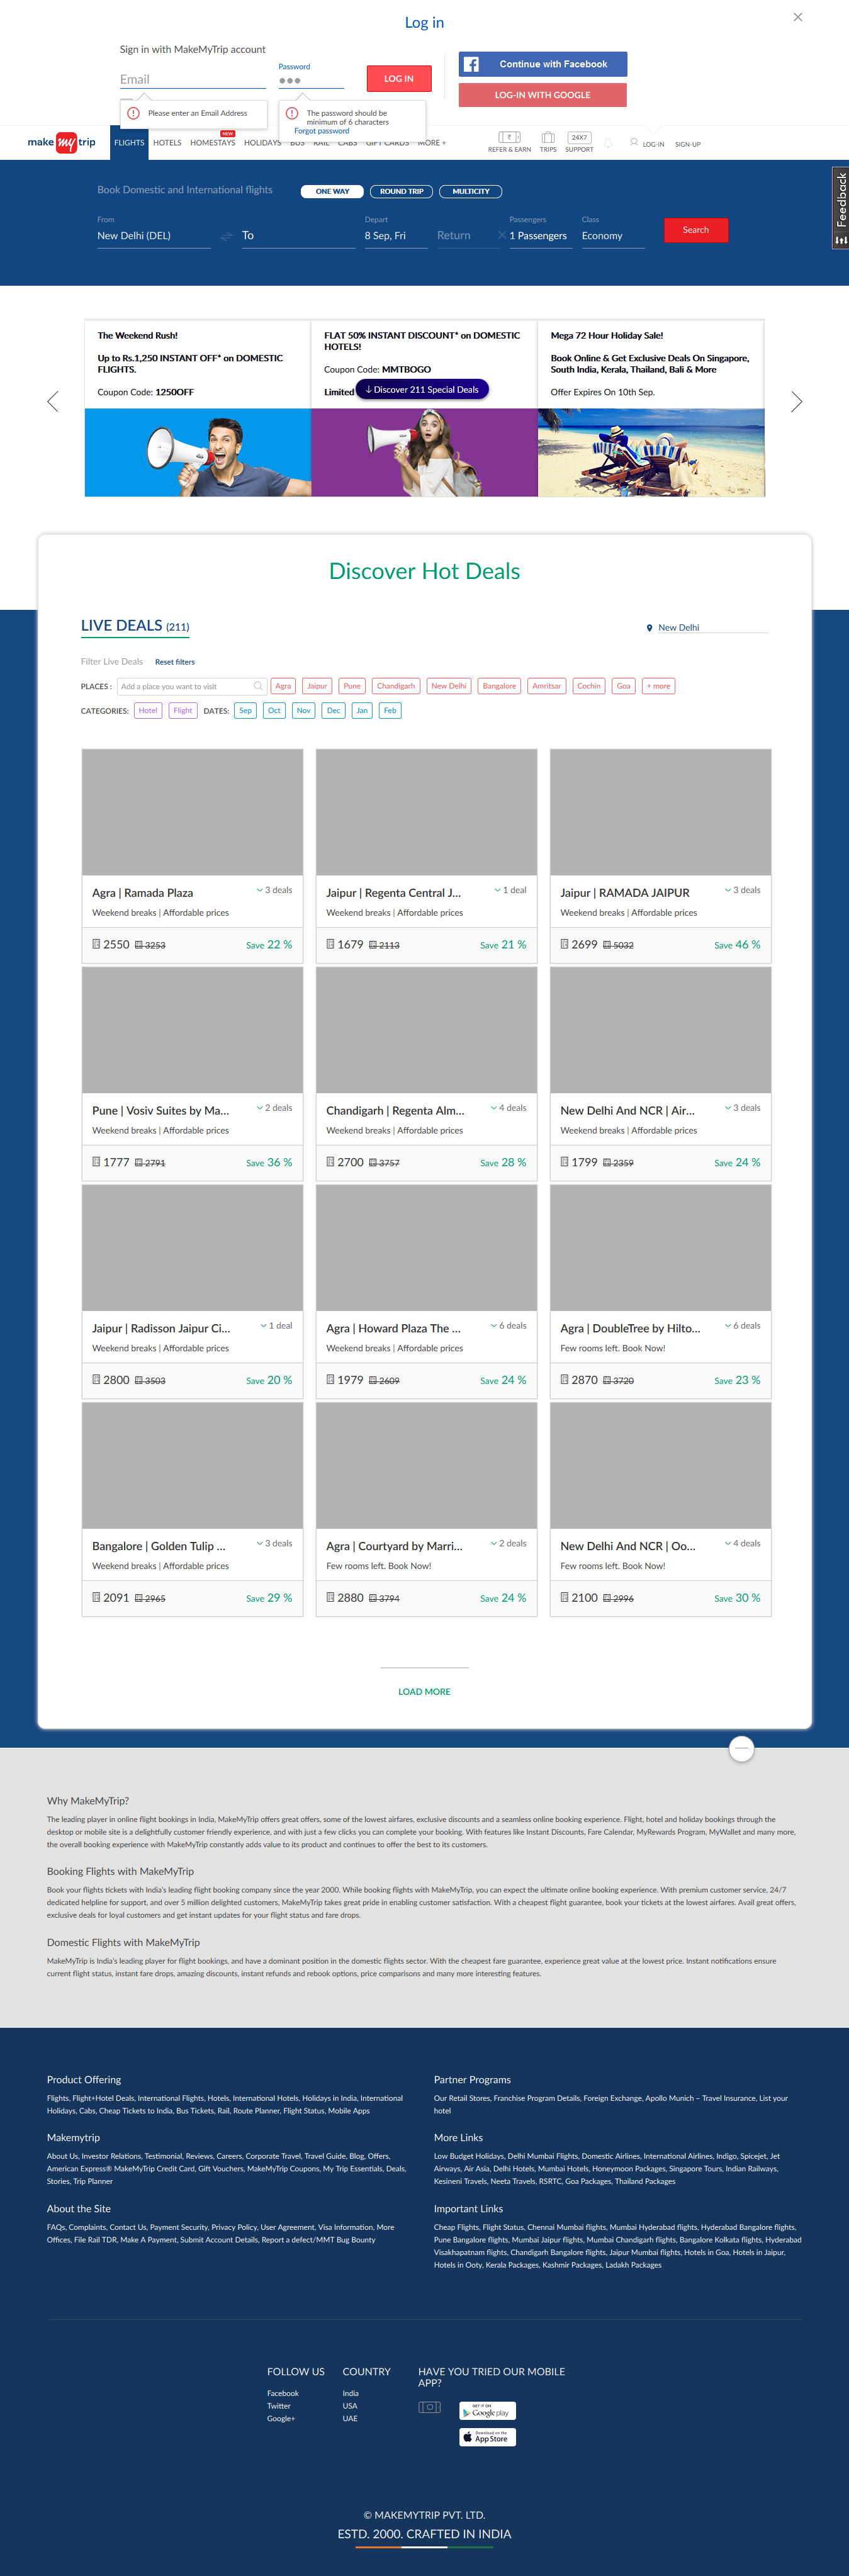 Log in
Sign in with MakeMyTrip account
Email
Password
LOG IN
Continue with Facebook
LOG-IN WITH GOOGLE
Please enter an Email Address
The password should be
minimum of 6 characters
Forgot password
make my trip
FLIGHTS HOTELS HOMESTAYS NEW HOLIDAYS BUS RAIL CABS GIFT CARDS MORE +
REFER & EARN TRIPS 24X7 SUPPORT LOG-IN SIGN-UP
Feedback
Book Domestic and International flights ONE WAY ROUND TRIP MULTICITY
From Depart Passengers Class
New Delhi (DEL) To 8 Sep, Fri Return 1 Passengers Economy Search
The Weekend Rush!
Up to Rs.1,250 INSTANT OFF* on DOMESTIC
FLIGHTS.
Coupon Code: 1250OFF
FLAT 50% INSTANT DISCOUNT* on DOMESTIC
HOTELS!
Coupon Code: MMTBOGO
Limited
Discover 211 Special Deals
Mega 72 Hour Holiday Sale!
Book Online & Get Exclusive Deals On Singapore,
South India, Kerala, Thailand, Bali & More
Offer Expires On 10th Sep.
Discover Hot Deals
LIVE DEALS (211)
New Delhi
Filter Live Deals Reset filters
PLACES : Add a place you want to visit Agra Jaipur Pune Chandigarh New Delhi Bangalore Amritsar Cochin Goa + more
CATEGORIES: Hotel Flight DATES: Sep Oct Nov Dec Jan Feb
Agra | Ramada Plaza 3 deals
Weekend breaks | Affordable prices
2550 3253 Save 22 %
Jaipur | Regenta Central J... 1 deal
Weekend breaks | Affordable prices
1679 2113 Save 21 %
Jaipur | RAMADA JAIPUR 3 deals
Weekend breaks | Affordable prices
2699 5032 Save 46 %
Pune | Vosiv Suites by Ma... 2 deals
Weekend breaks | Affordable prices
1777 2791 Save 36 %
Chandigarh | Regenta Alm... 4 deals
Weekend breaks | Affordable prices
2700 3757 Save 28 %
New Delhi And NCR | Air... 3 deals
Weekend breaks | Affordable prices
1799 2359 Save 24 %
Jaipur | Radisson Jaipur Ci... 1 deal
Weekend breaks | Affordable prices
2800 3503 Save 20 %
Agra | Howard Plaza The ... 6 deals
Weekend breaks | Affordable prices
1979 2609 Save 24 %
Agra | DoubleTree by Hilto... 6 deals
Few rooms left. Book Now!
2870 3720 Save 23 %
Bangalore | Golden Tulip ... 3 deals
Weekend breaks | Affordable prices
2091 2965 Save 29 %
Agra | Courtyard by Marri... 2 deals
Few rooms left. Book Now!
2880 3794 Save 24 %
New Delhi And NCR | Oo... 4 deals
Few rooms left. Book Now!
2100 2996 Save 30 %
LOAD MORE
Why MakeMyTrip?
The leading player in online flight bookings in India, MakeMyTrip offers great offers, some of the lowest airfares, exclusive discounts and a seamless online booking experience. Flight, hotel and holiday bookings through the
desktop or mobile site is a delightfully customer friendly experience, and with just a few clicks you can complete your booking. With features like Instant Discounts, Fare Calendar, MyRewards Program, MyWallet and many more,
the overall booking experience with MakeMyTrip constantly adds value to its product and continues to offer the best to its customers.
Booking Flights with MakeMyTrip
Book your flights tickets with India's leading flight booking company since the year 2000. While booking flights with MakeMyTrip, you can expect the ultimate online booking experience. With premium customer service, 24/7
dedicated helpline for support, and over 5 million delighted customers, MakeMyTrip takes great pride in enabling customer satisfaction. With a cheapest flight guarantee, book your tickets at the lowest airfares. Avail great offers,
exclusive deals for loyal customers and get instant updates for your flight status and fare drops.
Domestic Flights with MakeMyTrip
MakeMyTrip is India's leading player for flight bookings, and have a dominant position in the domestic flights sector. With the cheapest fare guarantee, experience great value at the lowest price. Instant notifications ensure
current flight status, instant fare drops, amazing discounts, instant refunds and rebook options, price comparisons and many more interesting features.
Product Offering
Flights, Flight+Hotel Deals, International Flights, Hotels, International Hotels, Holidays in India, International
Holidays, Cabs, Cheap Tickets to India, Bus Tickets, Rail, Route Planner, Flight Status, Mobile Apps
Partner Programs
Our Retail Stores, Franchise Program Details, Foreign Exchange, Apollo Munich – Travel Insurance, List your
hotel
Makemytrip
About Us, Investor Relations, Testimonial, Reviews, Careers, Corporate Travel, Travel Guide, Blog, Offers,
American Express® MakeMyTrip Credit Card, Gift Vouchers, MakeMyTrip Coupons, My Trip Essentials, Deals,
Stories, Trip Planner
More Links
Low Budget Holidays, Delhi Mumbai Flights, Domestic Airlines, International Airlines, Indigo, Spicejet, Jet
Airways, Air Asia, Delhi Hotels, Mumbai Hotels, Honeymoon Packages, Singapore Tours, Indian Railways,
Kesineni Travels, Neeta Travels, RSRTC, Goa Packages, Thailand Packages
About the Site
FAQs, Complaints, Contact Us, Payment Security, Privacy Policy, User Agreement, Visa Information, More
Offices, File Rail TDR, Make A Payment, Submit Account Details, Report a defect/MMT Bug Bounty
Important Links
Cheap Flights, Flight Status, Chennai Mumbai flights, Mumbai Hyderabad flights, Hyderabad Bangalore flights,
Pune Bangalore flights, Mumbai Jaipur flights, Mumbai Chandigarh flights, Bangalore Kolkata flights, Hyderabad
Visakhapatnam flights, Chandigarh Bangalore flights, Jaipur Mumbai flights, Hotels in Goa, Hotels in Jaipur,
Hotels in Ooty, Kerala Packages, Kashmir Packages, Ladakh Packages
FOLLOW US
Facebook
Twitter
Google+
COUNTRY
India
USA
UAE
HAVE YOU TRIED OUR MOBILE
APP?
GET IT ON
Google play
Download on the
App Store
© MAKEMYTRIP PVT. LTD.
ESTD. 2000. CRAFTED IN INDIA